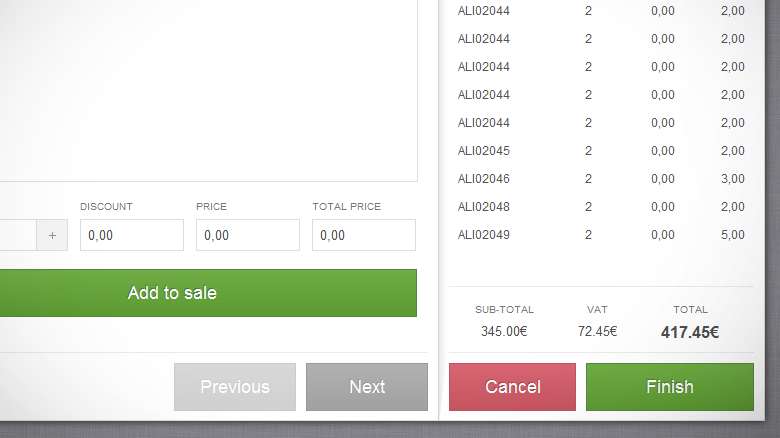 ALI02044 2 0,00 2,00
ALI02044 2 0,00 2,00
ALI02044 2 0,00 2,00
ALI02044 2 0,00 2,00
ALI02044 2 0,00 2,00
ALI02045 2 0,00 2,00
ALI02046 2 0,00 3,00
ALI02048 2 0,00 2,00
ALI02049 2 0,00 5,00
DISCOUNT PRICE TOTAL PRICE
+ 0,00 0,00 0,00
Add to sale
SUB-TOTAL VAT TOTAL
345.00€ 72.45€ 417.45€
Previous Next Cancel Finish